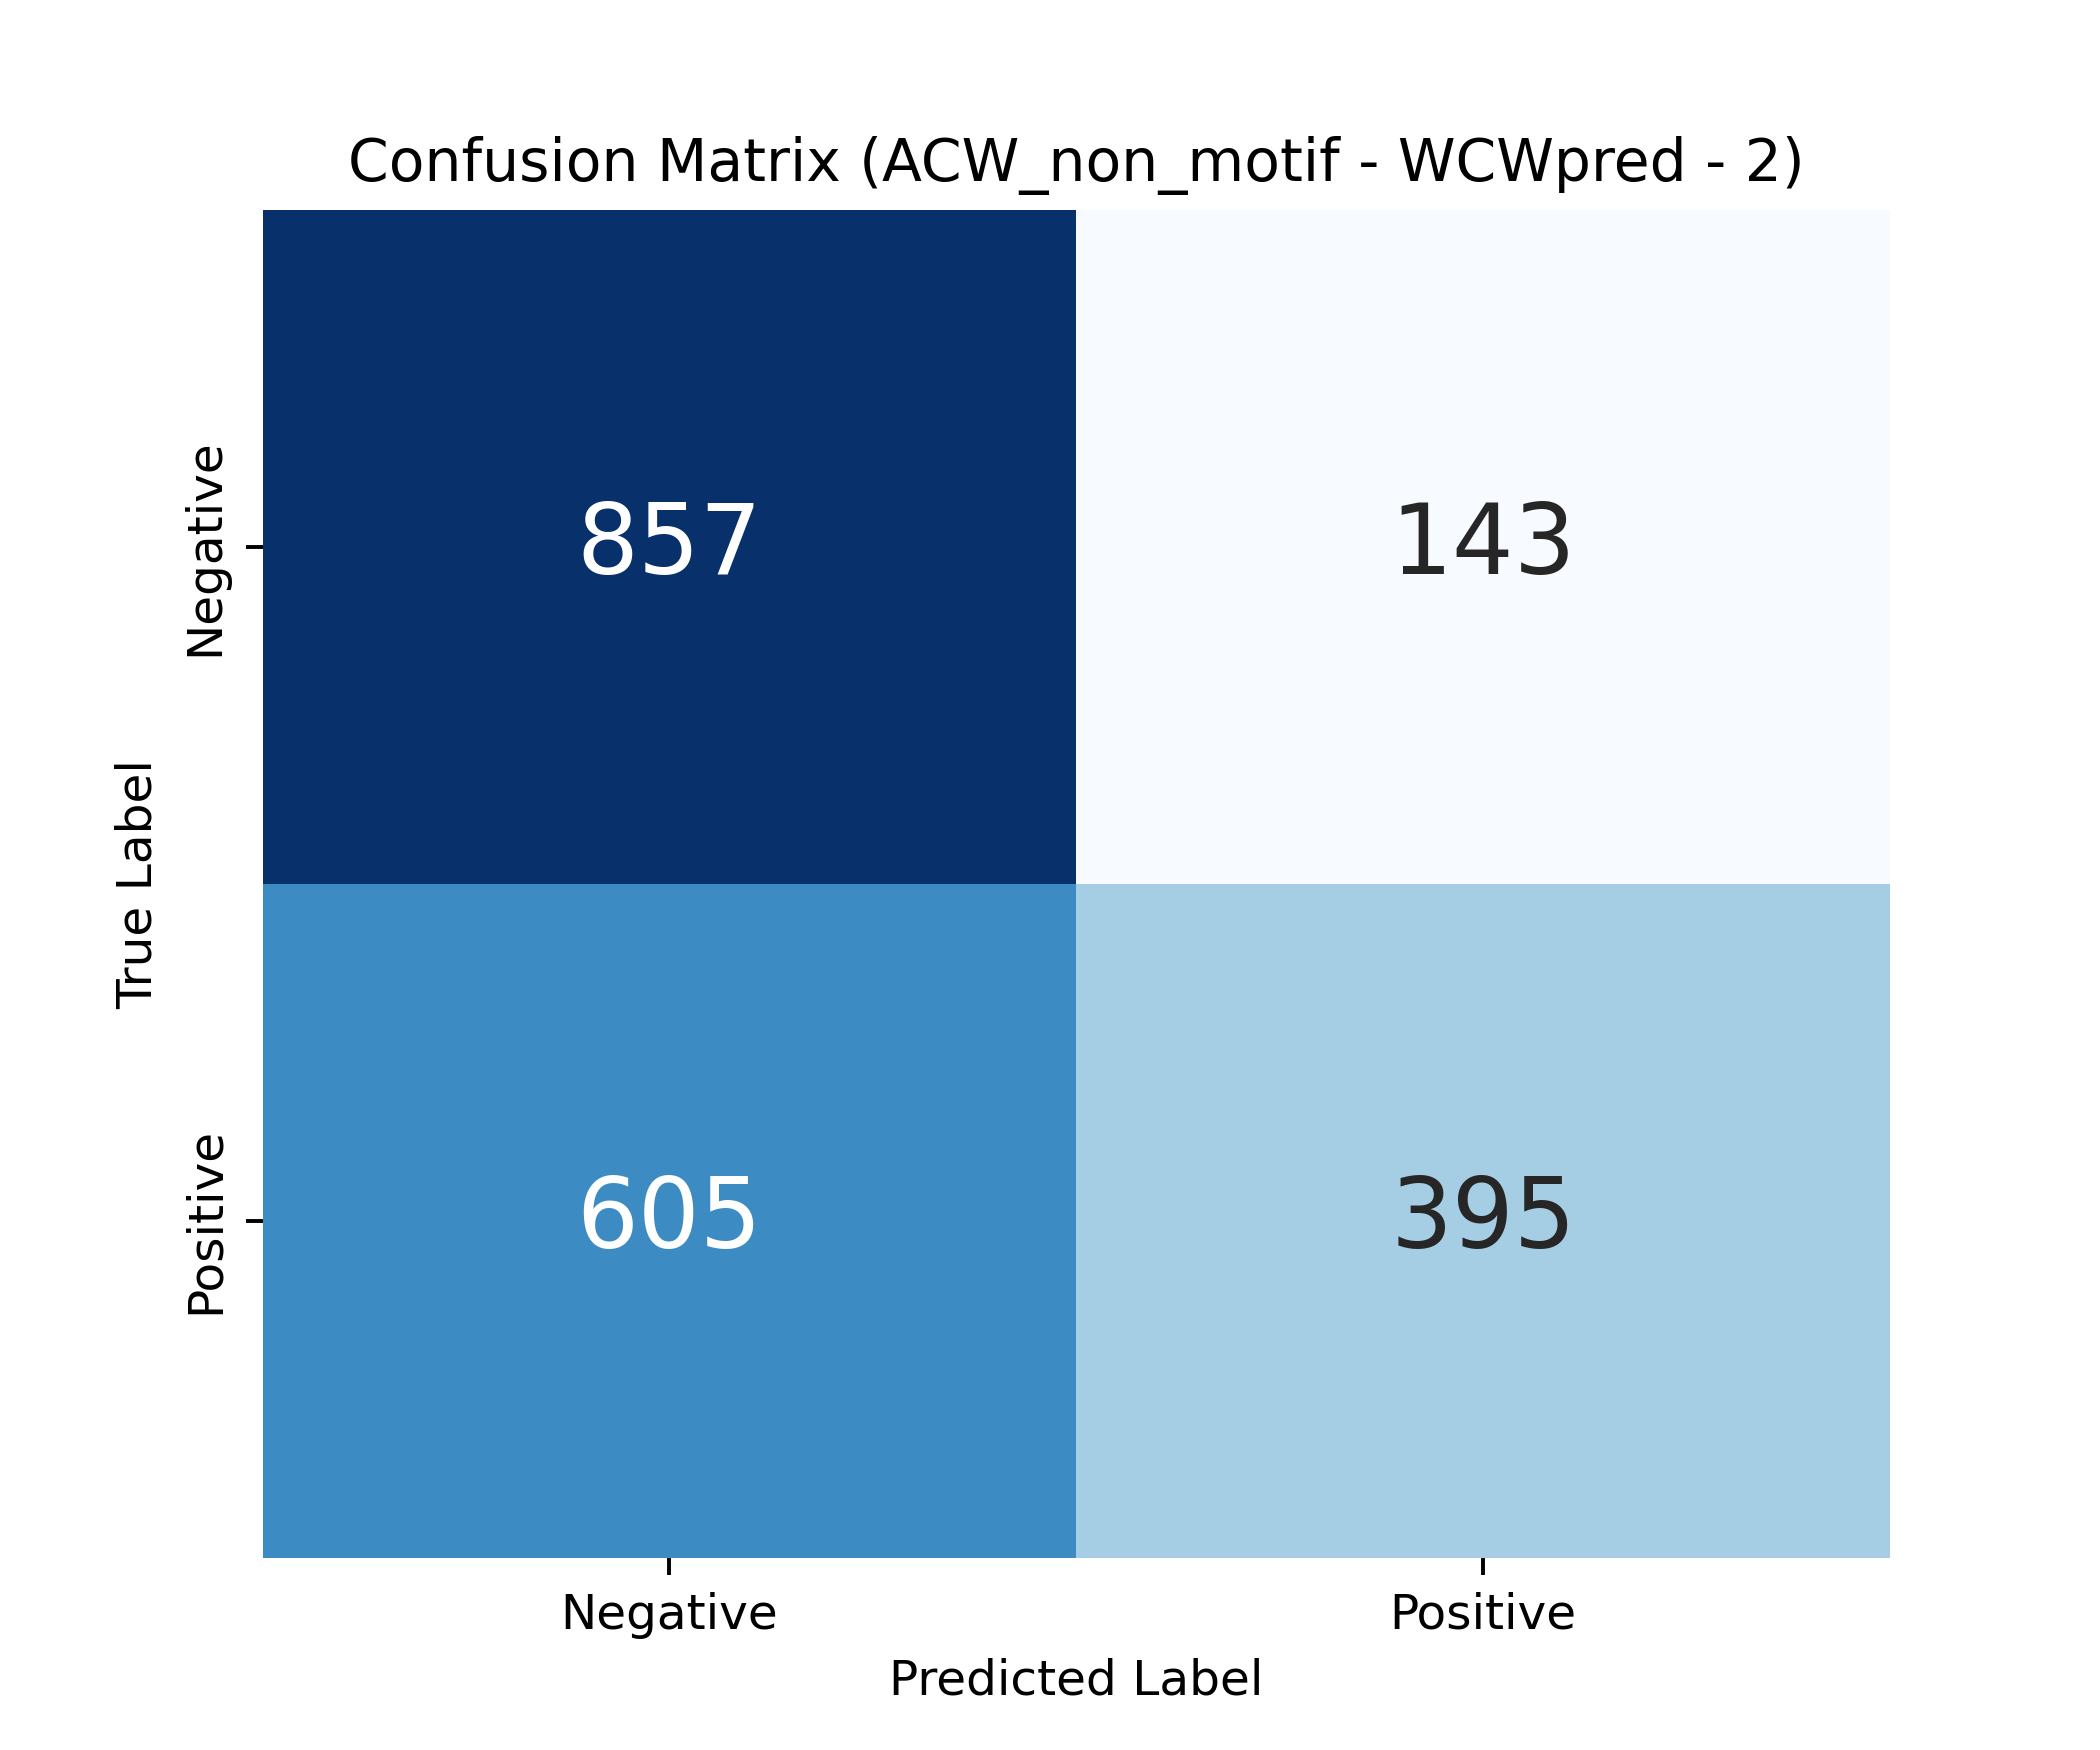 Confusion Matrix (ACW_non_motif - WCWpred - 2)
True Label
Negative
857
143
Positive
605
395
Negative
Positive
Predicted Label